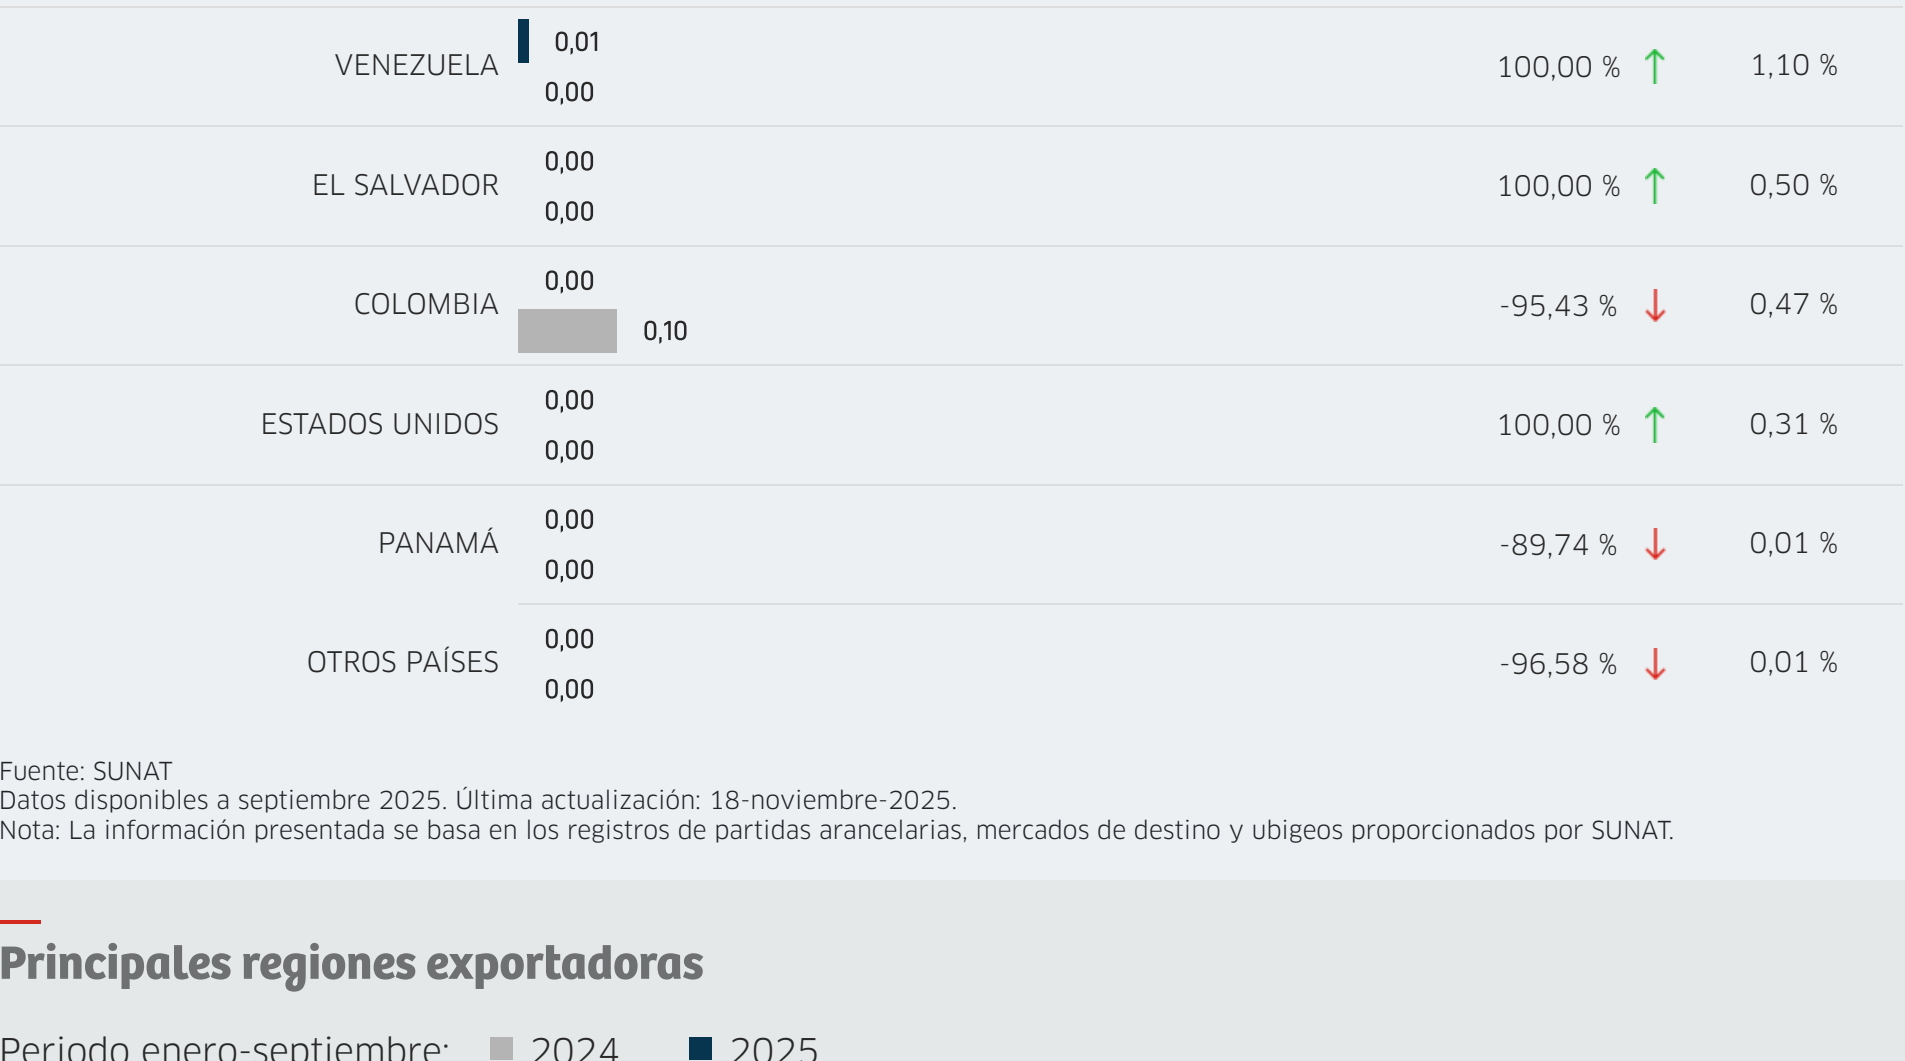 0,01
VENEZUELA 100,00 % ↑ 1,10 %
0,00
0,00
EL SALVADOR 100,00 % ↑ 0,50 %
0,00
0,00
COLOMBIA -95,43 % ↓ 0,47 %
0,10
0,00
ESTADOS UNIDOS 100,00 % ↑ 0,31 %
0,00
0,00
PANAMÁ -89,74 % ↓ 0,01 %
0,00
0,00
OTROS PAÍSES -96,58 % ↓ 0,01 %
0,00
Fuente: SUNAT
Datos disponibles a septiembre 2025. Última actualización: 18-noviembre-2025.
Nota: La información presentada se basa en los registros de partidas arancelarias, mercados de destino y ubigeos proporcionados por SUNAT.
Principales regiones exportadoras
Periodo enero-septiembre: 2024 2025